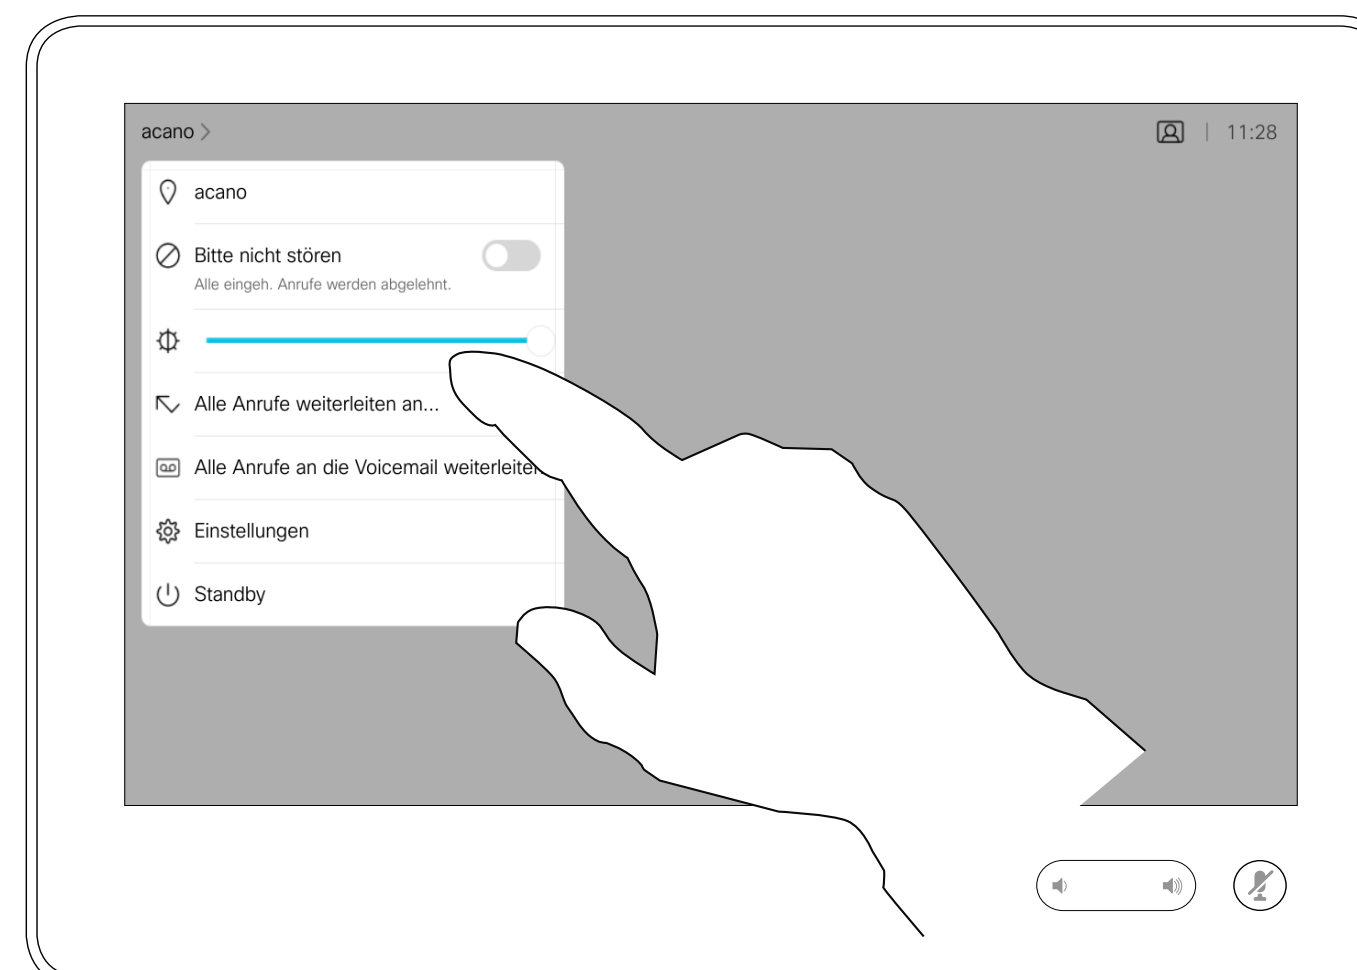 acano
11:28
acano
Bitte nicht stören
Alle eingeh. Anrufe werden abgelehnt.
Alle Anrufe weiterleiten an...
Alle Anrufe an die Voicemail
Einstellungen
Standby